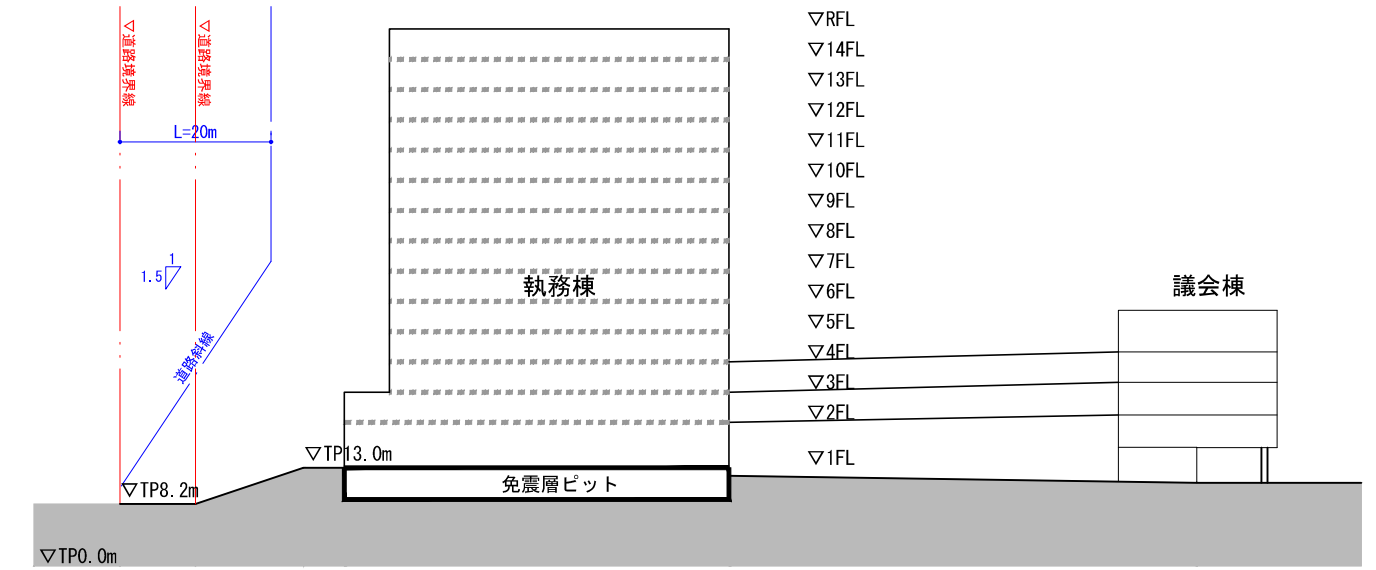 ▽道路境界線
▽道路境界線
L=20m
1
1.5
道路斜線
▽TP8.2m
▽TP0.0m
▽TP13.0m
執務棟
免震層ピット
▽RFL
▽14FL
▽13FL
▽12FL
▽11FL
▽10FL
▽9FL
▽8FL
▽7FL
▽6FL
▽5FL
▽4FL
▽3FL
▽2FL
▽1FL
議会棟